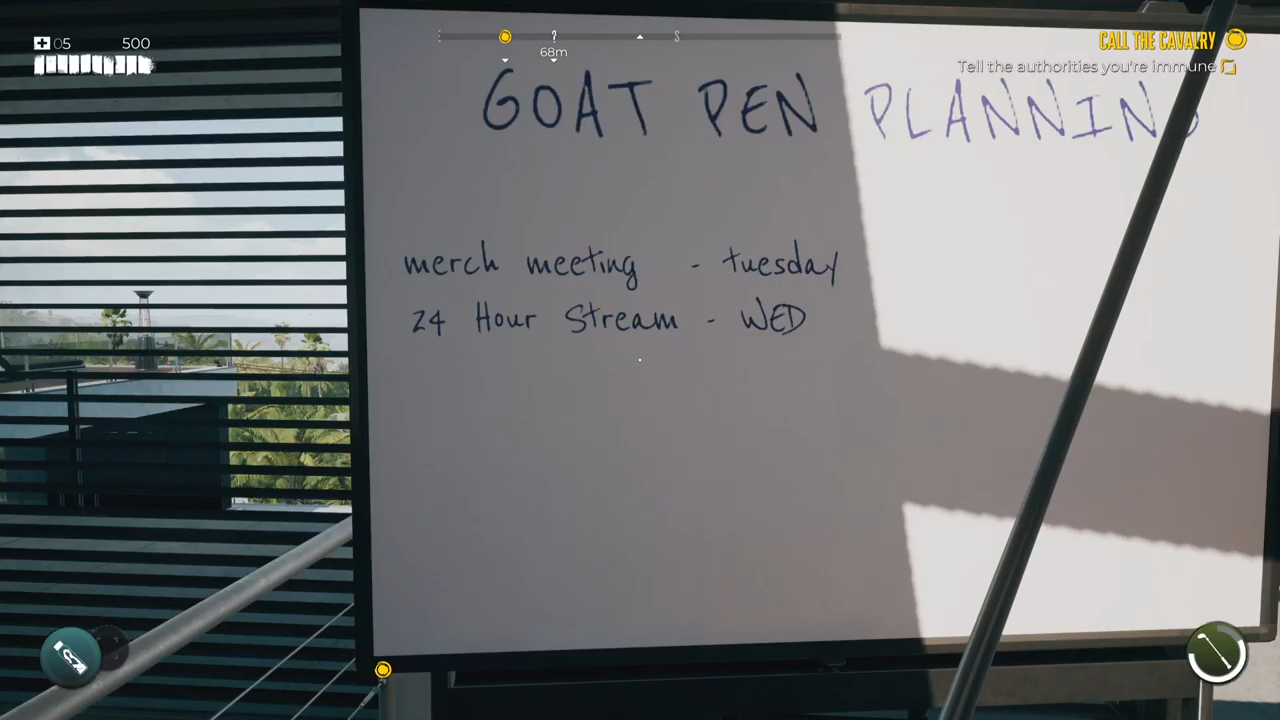 05 500
S
68m
CALL THE CAVALRY
Tell the authorities you're immune
GOAT PEN PLANNING
merch meeting - tuesday
24 Hour Stream - WED